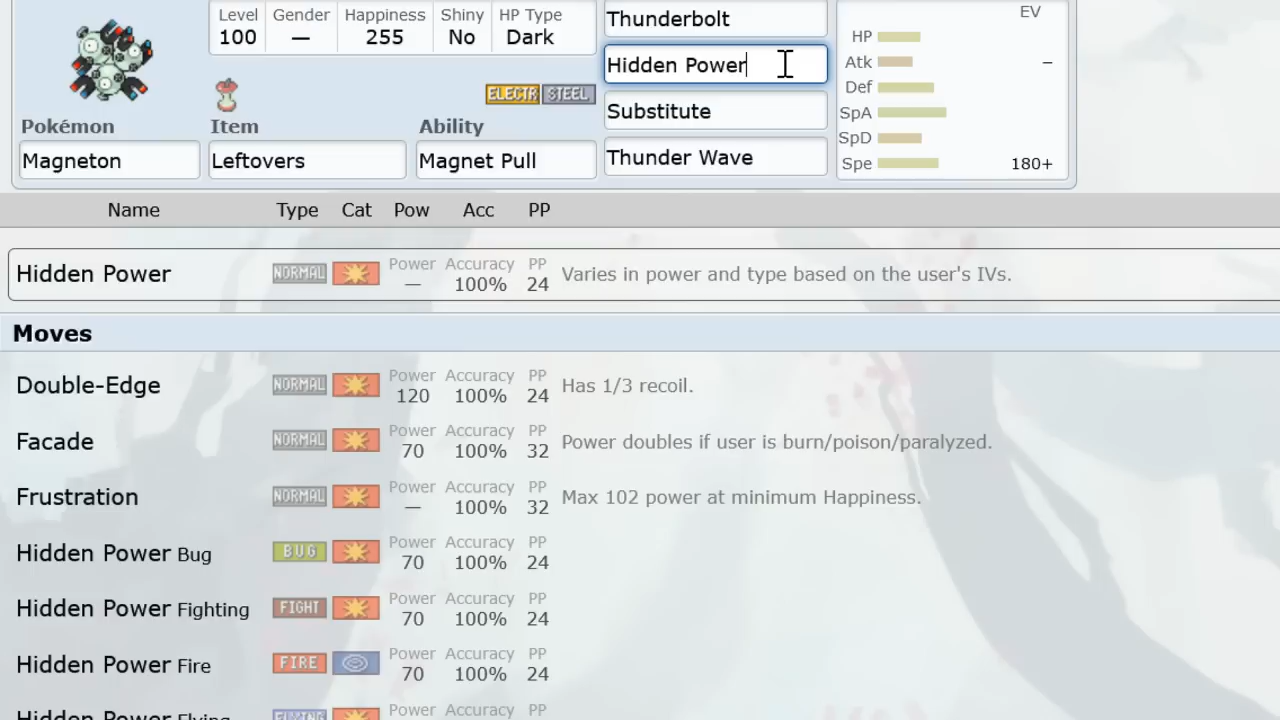 Level Gender Happiness Shiny HP Type
100 — 255 No Dark
ELECTR STEEL
Pokémon Item Ability
Magneton Leftovers Magnet Pull
Thunderbolt
Hidden Power
Substitute
Thunder Wave
EV
HP
Atk –
Def
SpA
SpD
Spe 180+
Name Type Cat Pow Acc PP
Hidden Power NORMAL Power — Accuracy 100% PP 24 Varies in power and type based on the user's IVs.
Moves
Double-Edge NORMAL Power 120 Accuracy 100% PP 24 Has 1/3 recoil.
Facade NORMAL Power 70 Accuracy 100% PP 32 Power doubles if user is burn/poison/paralyzed.
Frustration NORMAL Power — Accuracy 100% PP 32 Max 102 power at minimum Happiness.
Hidden Power Bug BUG Power 70 Accuracy 100% PP 24
Hidden Power Fighting FIGHT Power 70 Accuracy 100% PP 24
Hidden Power Fire FIRE Power 70 Accuracy 100% PP 24
Hidden Power Flying FLYING Power Accuracy PP